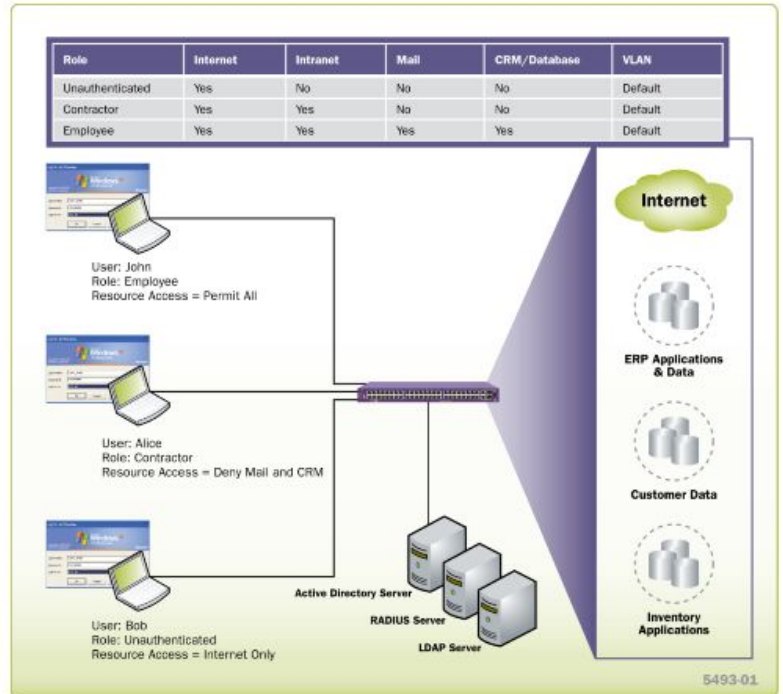 Role Internet Intranet Mail CRM/Database VLAN
Unauthenticated Yes No No No Default
Contractor Yes Yes No No Default
Employee Yes Yes Yes Yes Default
Windows
User: John
Role: Employee
Resource Access = Permit All
Windows
User: Alice
Role: Contractor
Resource Access = Deny Mail and CRM
Windows
User: Bob
Role: Unauthenticated
Resource Access = Internet Only
Active Directory Server
RADIUS Server
LDAP Server
Internet
ERP Applications
& Data
Customer Data
Inventory
Applications
5493-01